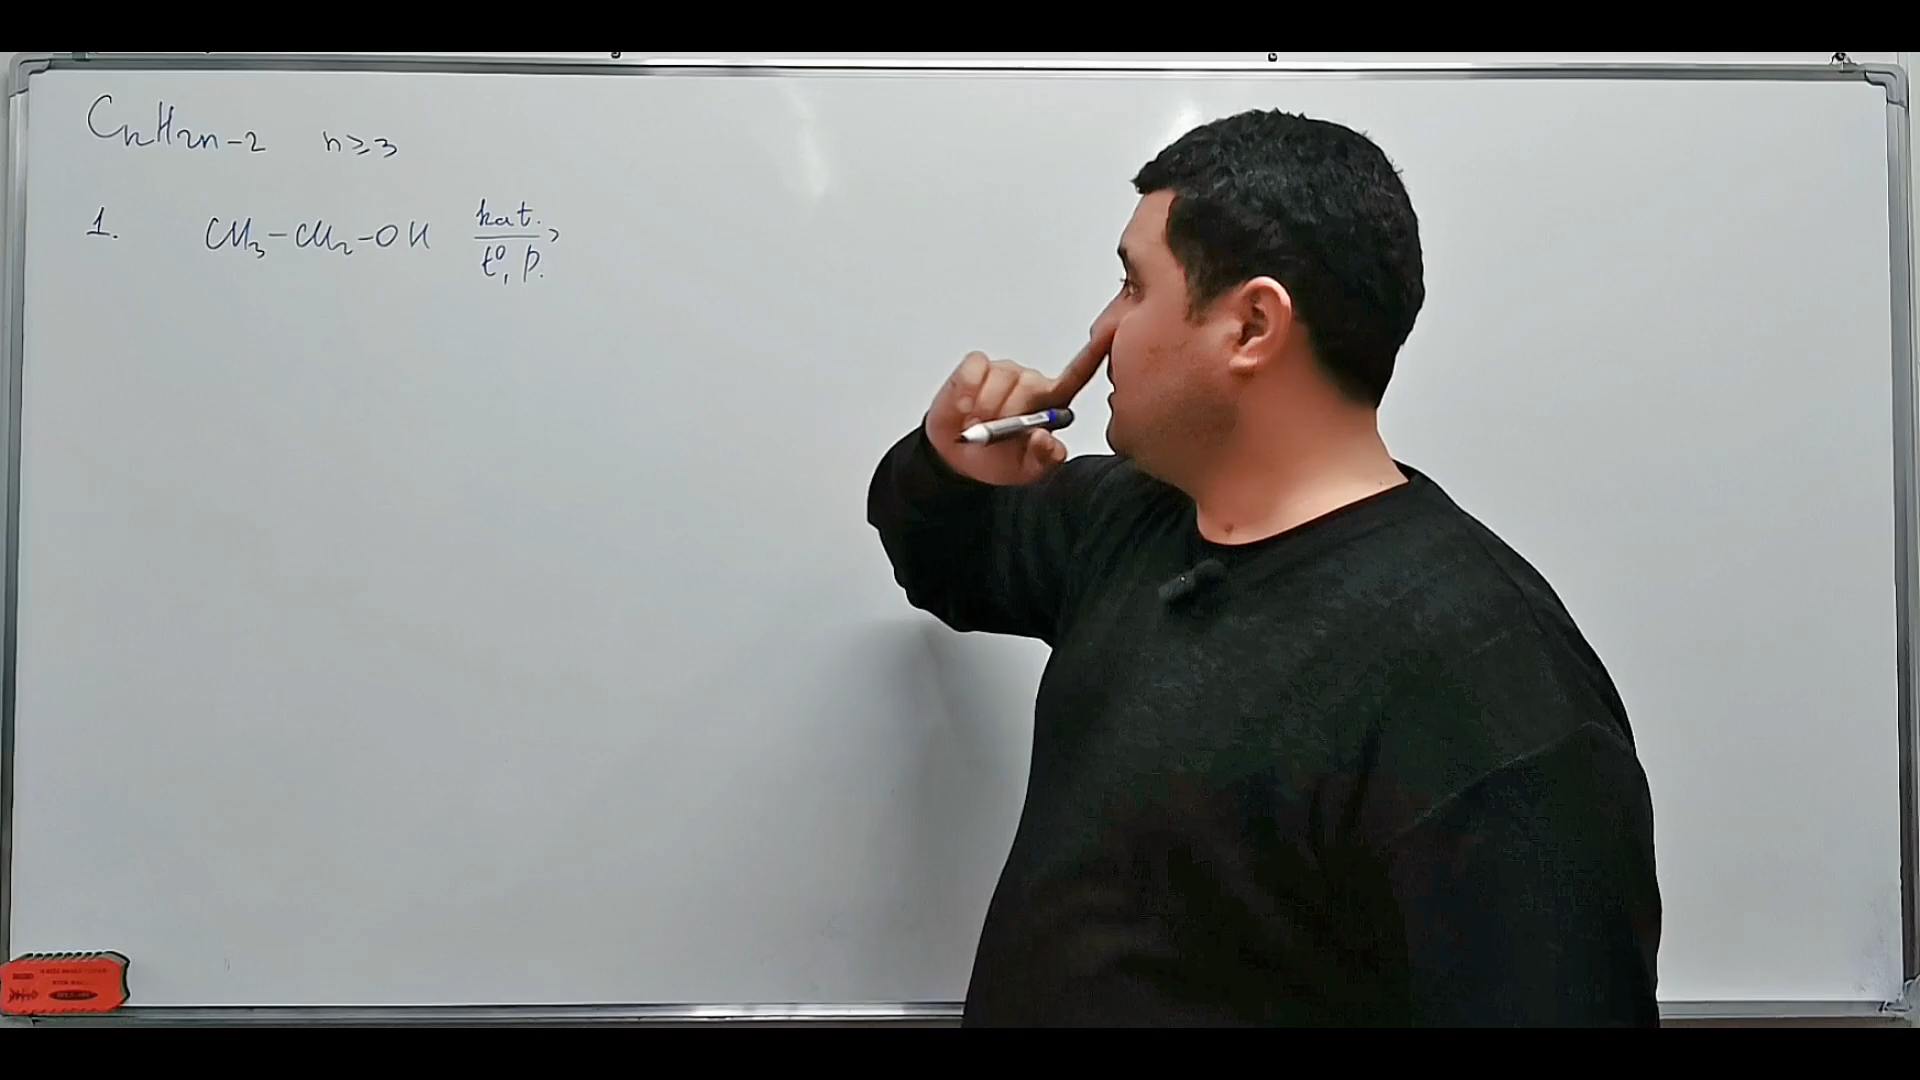 CnH2n-2 n≥3
1. CH3-CH2-OH kat. t°, p. →